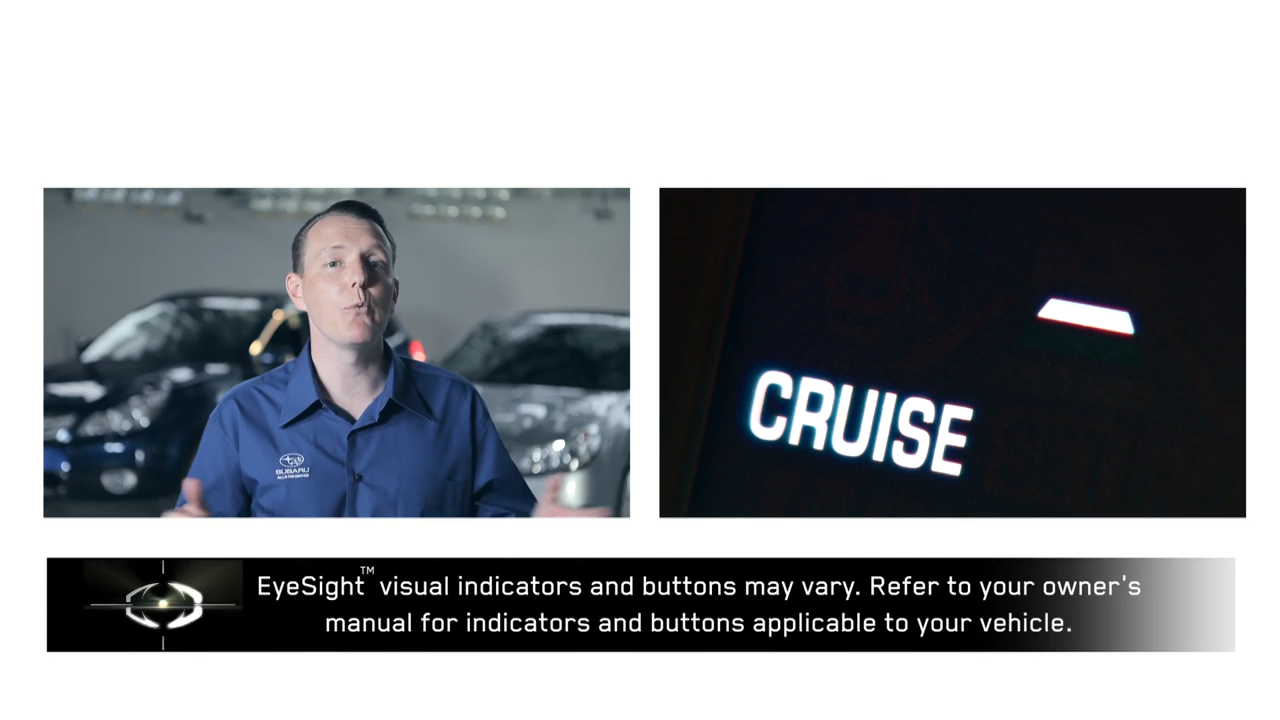 SUBARU
CRUISE
EyeSight™ visual indicators and buttons may vary. Refer to your owner's
manual for indicators and buttons applicable to your vehicle.